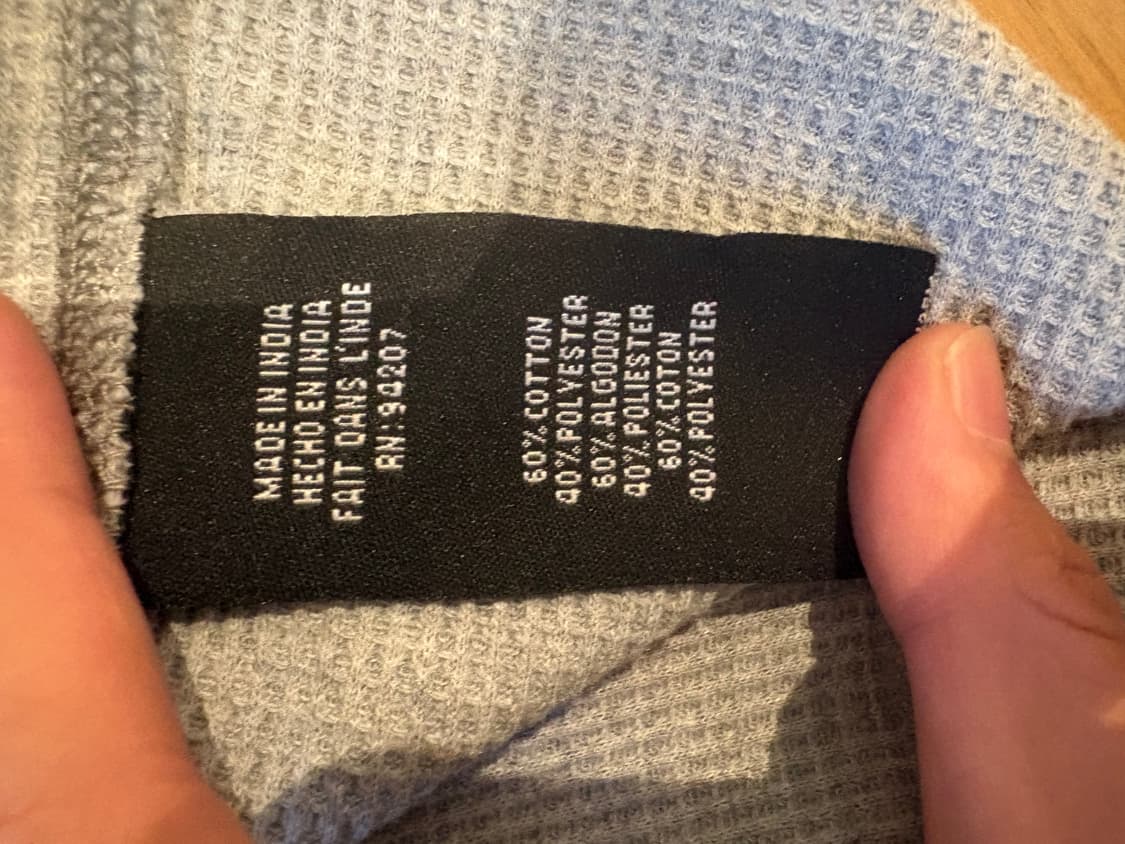 MADE IN INDIA
HECHO EN INDIA
FAIT DANS L'INDE
RN: 94207
60% COTTON
40% POLYESTER
60% ALGODON
40% POLIESTER
60% COTON
40% POLYESTER